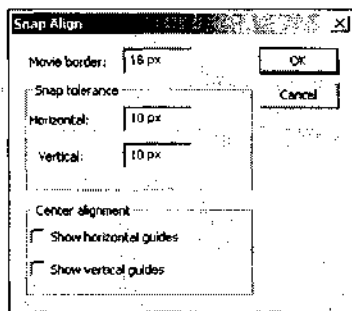 Snap Align
Movie border: 18 px
OK
Snap tolerance
Cancel
Horizontal: 10 px
Vertical: 10 px
Center alignment
Show horizontal guides
Show vertical guides